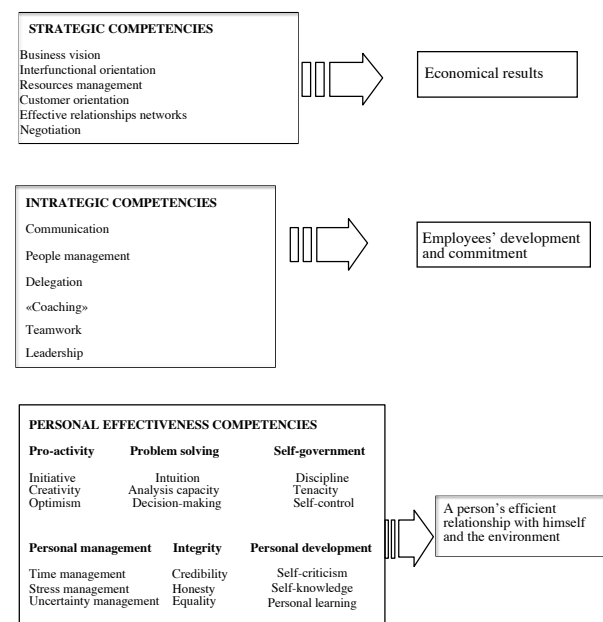 STRATEGIC COMPETENCIES
Business vision
Interfunctional orientation
Resources management
Customer orientation
Effective relationships networks
Negotiation
Economical results
INTRATEGIC COMPETENCIES
Communication
People management
Delegation
«Coaching»
Teamwork
Leadership
Employees’ development
and commitment
PERSONAL EFFECTIVENESS COMPETENCIES
Pro-activity Problem solving Self-government
Initiative Intuition Discipline
Creativity Analysis capacity Tenacity
Optimism Decision-making Self-control
Personal management Integrity Personal development
Time management Credibility Self-criticism
Stress management Honesty Self-knowledge
Uncertainty management Equality Personal learning
A person’s efficient
relationship with himself
and the environment